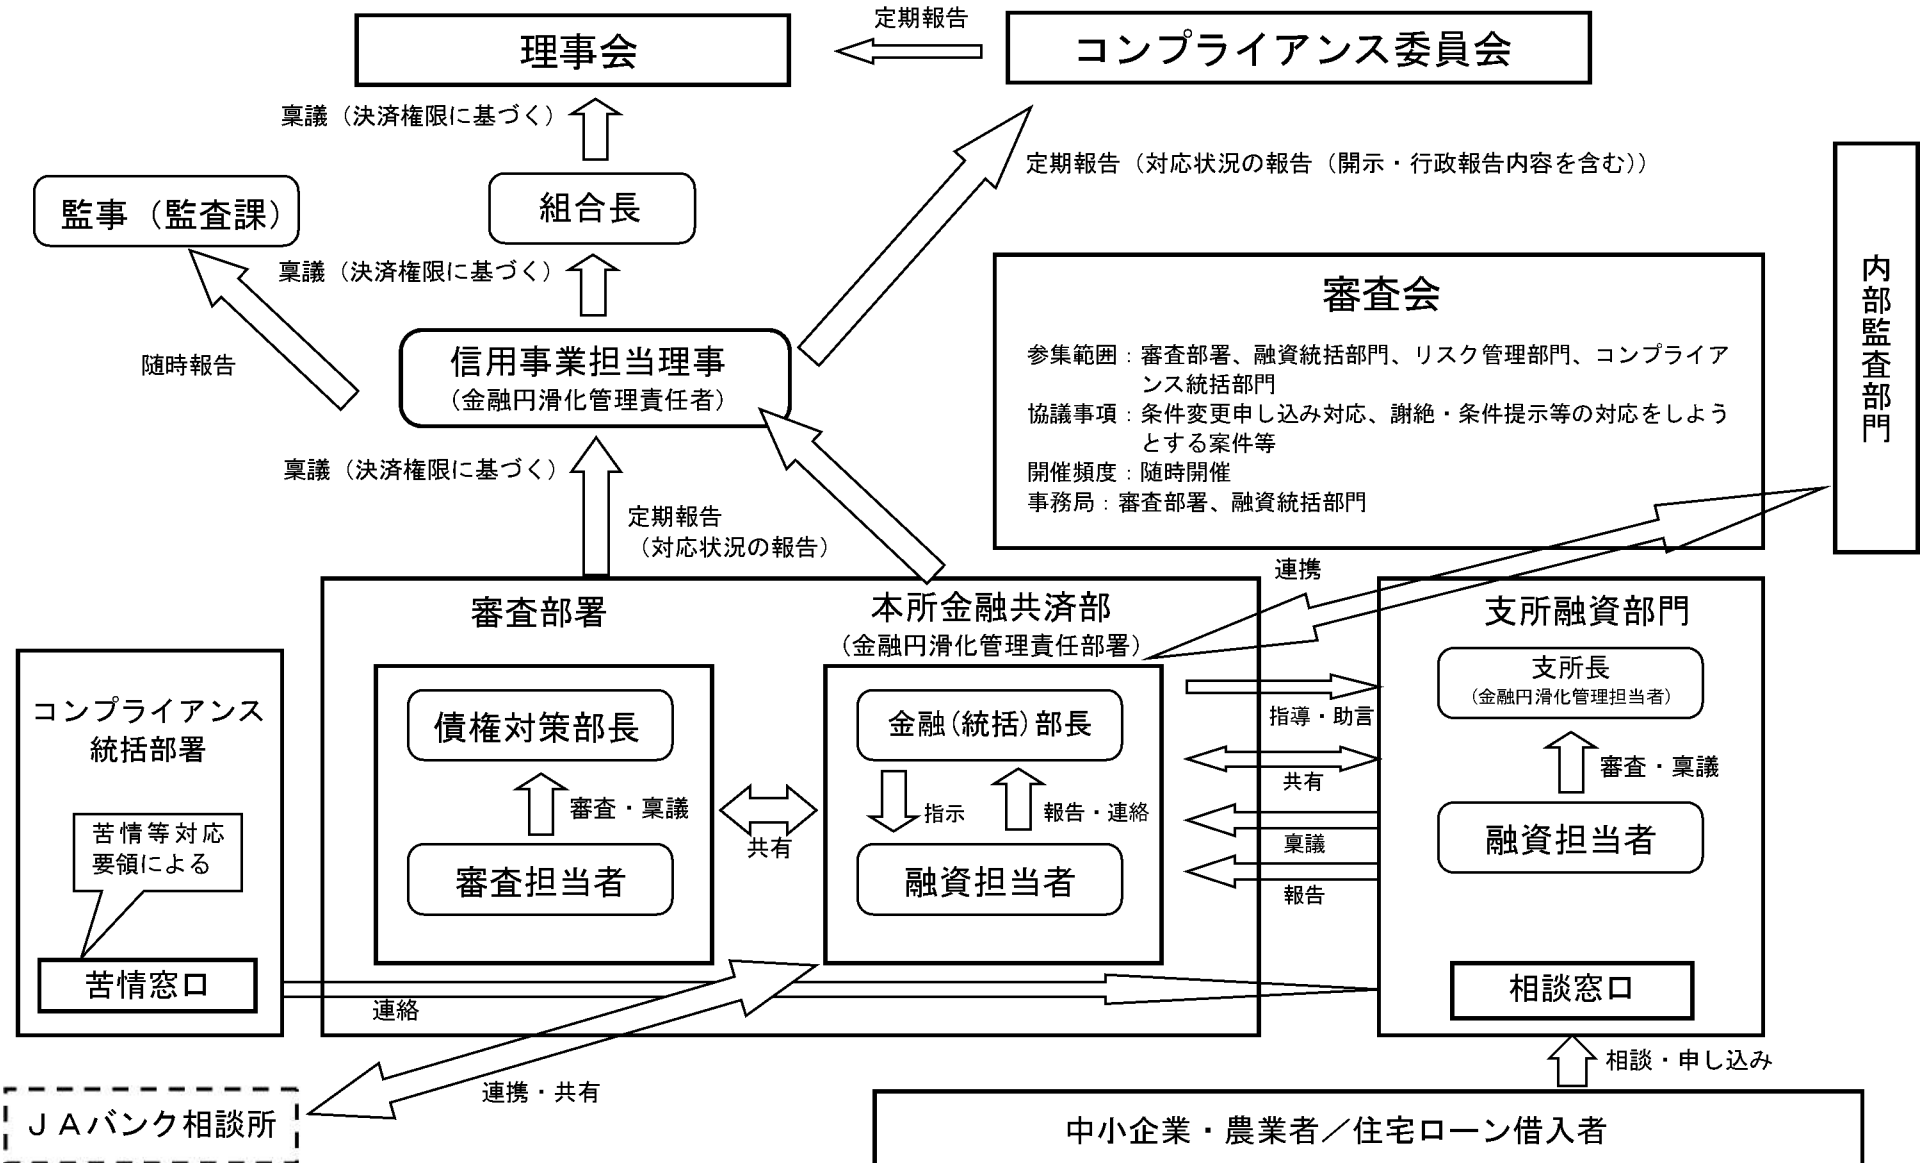 定期報告
理事会
コンプライアンス委員会
稟議（決済権限に基づく）
定期報告（対応状況の報告（開示・行政報告内容を含む））
監事（監査課）
組合長
稟議（決済権限に基づく）
内部監査部門
審査会
参集範囲：審査部署、融資統括部門、リスク管理部門、コンプライア
ンス統括部門
協議事項：条件変更申し込み対応、謝絶・条件提示等の対応をしよう
とする案件等
開催頻度：随時開催
事務局：審査部署、融資統括部門
随時報告
信用事業担当理事
（金融円滑化管理責任者）
稟議（決済権限に基づく）
定期報告
（対応状況の報告）
連携
審査部署
本所金融共済部
（金融円滑化管理責任部署）
支所融資部門
コンプライアンス
統括部署
債権対策部長
審査・稟議
審査担当者
共有
金融(統括)部長
指示
報告・連絡
融資担当者
指導・助言
共有
稟議
報告
支所長
（金融円滑化管理担当者）
審査・稟議
融資担当者
苦情等対応
要領による
苦情窓口
連絡
相談窓口
相談・申し込み
連携・共有
ＪＡバンク相談所
中小企業・農業者／住宅ローン借入者